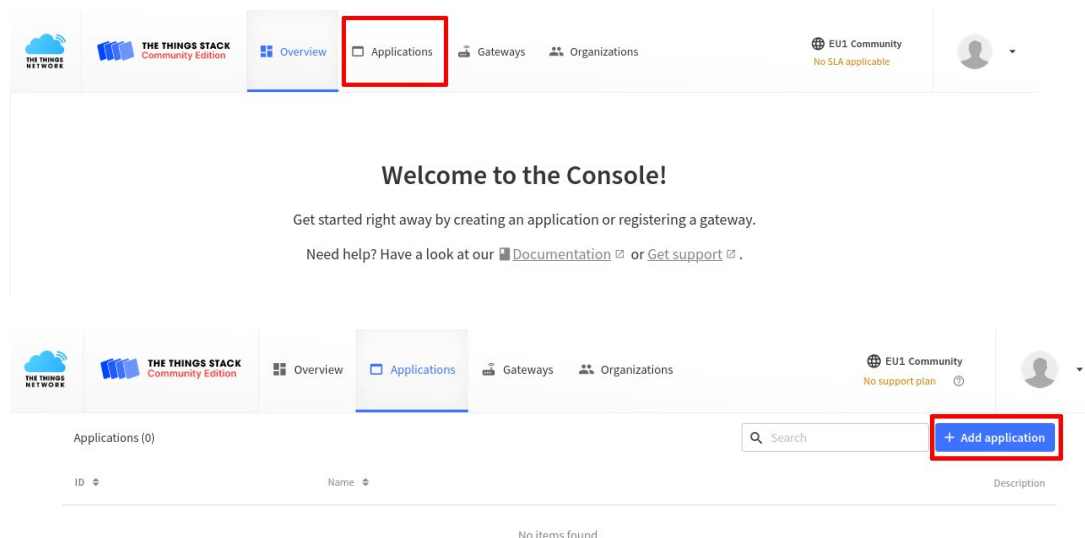 THE THINGS NETWORK
THE THINGS STACK
Community Edition
Overview
Applications
Gateways
Organizations
EU1 Community
No SLA applicable
Welcome to the Console!
Get started right away by creating an application or registering a gateway.
Need help? Have a look at our Documentation or Get support .
THE THINGS NETWORK
THE THINGS STACK
Community Edition
Overview
Applications
Gateways
Organizations
EU1 Community
No support plan
Applications (0)
Search
+ Add application
ID
Name
Description
No items found